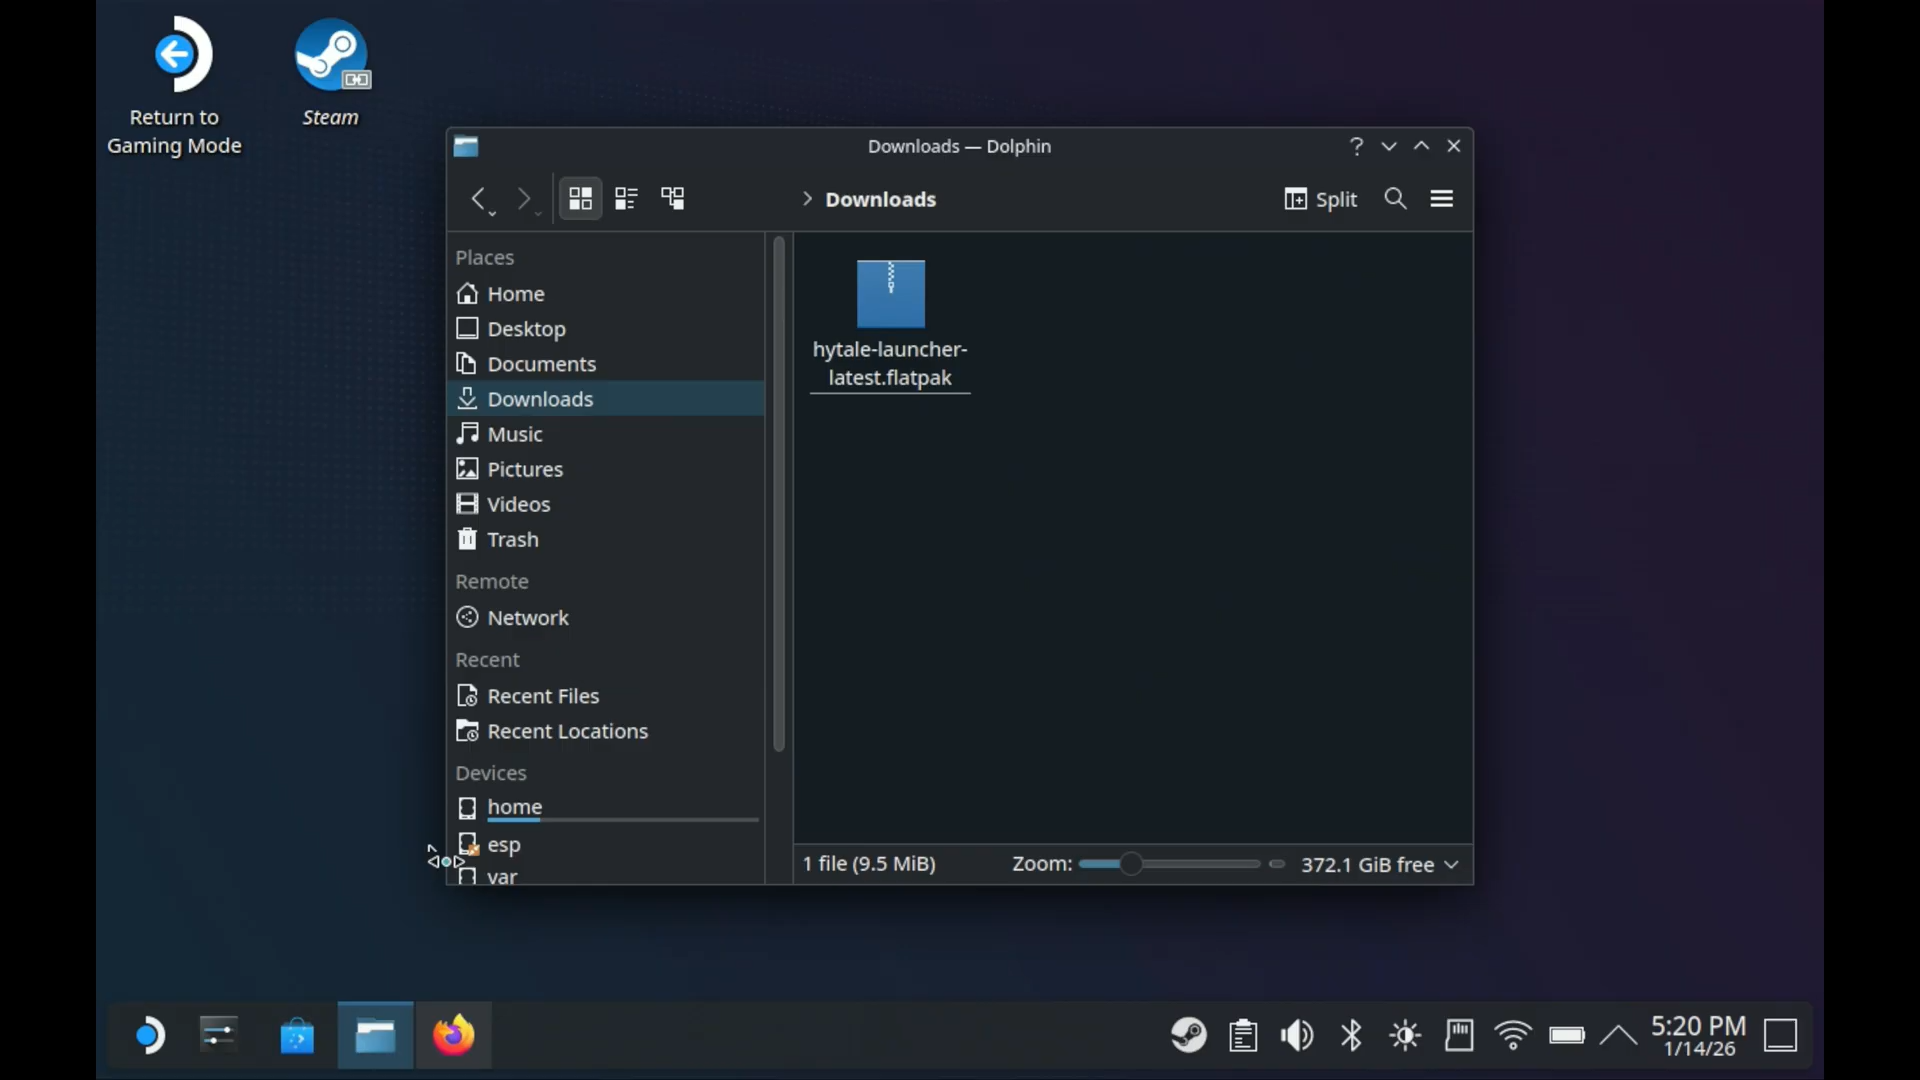 Return to
Gaming Mode
Steam
Downloads — Dolphin
Downloads
Split
Places
Home
Desktop
Documents
Downloads
Music
Pictures
Videos
Trash
Remote
Network
Recent
Recent Files
Recent Locations
Devices
home
esp
var
hytale-launcher-
latest.flatpak
1 file (9.5 MiB)
Zoom:
372.1 GiB free
5:20 PM
1/14/26